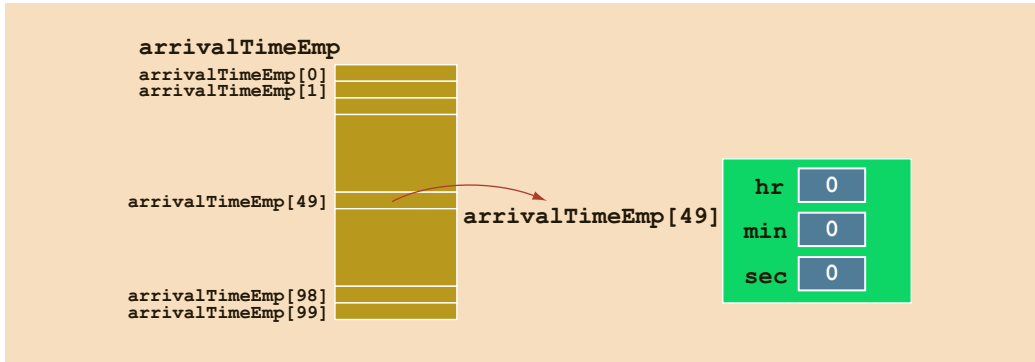 arrivalTimeEmp
arrivalTimeEmp[0]
arrivalTimeEmp[1]
arrivalTimeEmp[49]
arrivalTimeEmp[98]
arrivalTimeEmp[99]
arrivalTimeEmp[49]
hr 0
min 0
sec 0